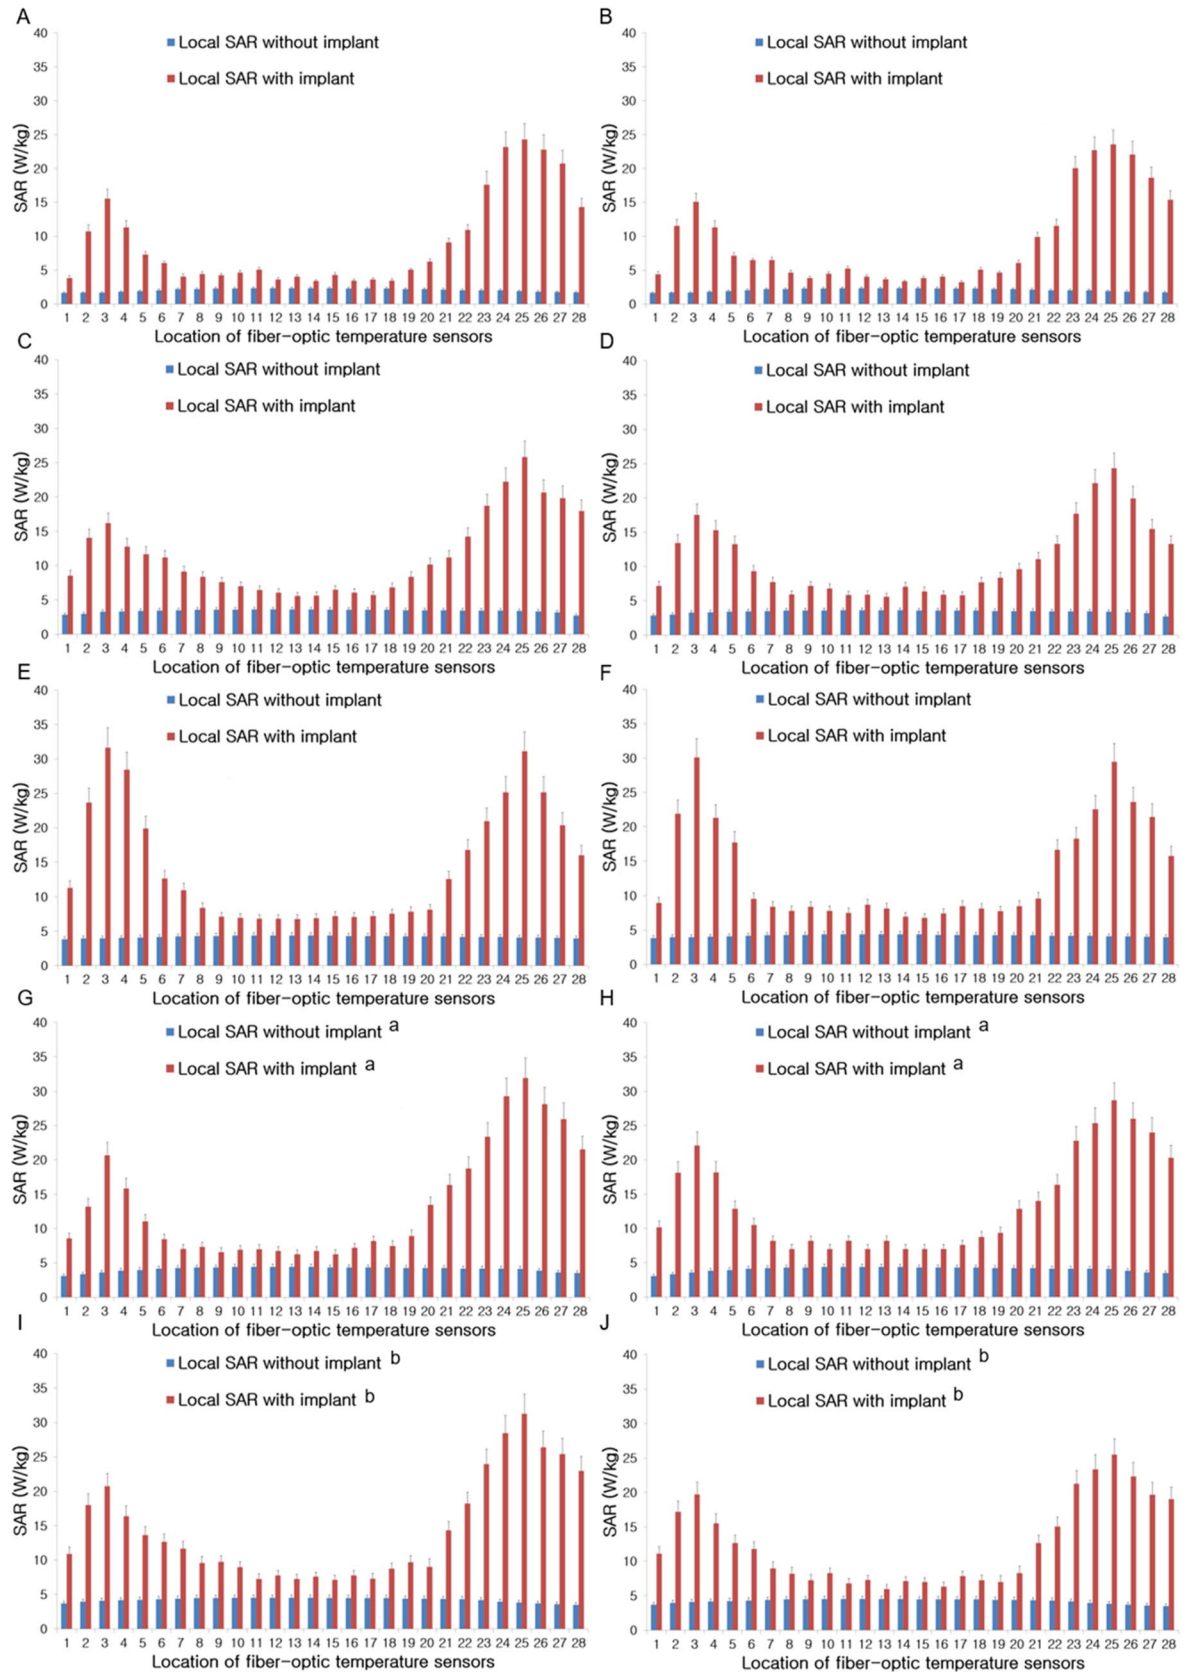 A
40
35
30
25
20
15
10
5
0
SAR (W/kg)
Local SAR without implant
Local SAR with implant
1 2 3 4 5 6 7 8 9 10 11 12 13 14 15 16 17 18 19 20 21 22 23 24 25 26 27 28
Location of fiber-optic temperature sensors
B
40
35
30
25
20
15
10
5
0
SAR (W/kg)
Local SAR without implant
Local SAR with implant
1 2 3 4 5 6 7 8 9 10 11 12 13 14 15 16 17 18 19 20 21 22 23 24 25 26 27 28
Location of fiber-optic temperature sensors
C
40
35
30
25
20
15
10
5
0
SAR (W/kg)
Local SAR without implant
Local SAR with implant
1 2 3 4 5 6 7 8 9 10 11 12 13 14 15 16 17 18 19 20 21 22 23 24 25 26 27 28
Location of fiber-optic temperature sensors
D
40
35
30
25
20
15
10
5
0
SAR (W/kg)
Local SAR without implant
Local SAR with implant
1 2 3 4 5 6 7 8 9 10 11 12 13 14 15 16 17 18 19 20 21 22 23 24 25 26 27 28
Location of fiber-optic temperature sensors
E
40
35
30
25
20
15
10
5
0
SAR (W/kg)
Local SAR without implant
Local SAR with implant
1 2 3 4 5 6 7 8 9 10 11 12 13 14 15 16 17 18 19 20 21 22 23 24 25 26 27 28
Location of fiber-optic temperature sensors
F
40
35
30
25
20
15
10
5
0
SAR (W/kg)
Local SAR without implant
Local SAR with implant
1 2 3 4 5 6 7 8 9 10 11 12 13 14 15 16 17 18 19 20 21 22 23 24 25 26 27 28
Location of fiber-optic temperature sensors
G
40
35
30
25
20
15
10
5
0
SAR (W/kg)
Local SAR without implant a
Local SAR with implant a
1 2 3 4 5 6 7 8 9 10 11 12 13 14 15 16 17 18 19 20 21 22 23 24 25 26 27 28
Location of fiber-optic temperature sensors
H
40
35
30
25
20
15
10
5
0
SAR (W/kg)
Local SAR without implant a
Local SAR with implant a
1 2 3 4 5 6 7 8 9 10 11 12 13 14 15 16 17 18 19 20 21 22 23 24 25 26 27 28
Location of fiber-optic temperature sensors
I
40
35
30
25
20
15
10
5
0
SAR (W/kg)
Local SAR without implant b
Local SAR with implant b
1 2 3 4 5 6 7 8 9 10 11 12 13 14 15 16 17 18 19 20 21 22 23 24 25 26 27 28
Location of fiber-optic temperature sensors
J
40
35
30
25
20
15
10
5
0
SAR (W/kg)
Local SAR without implant b
Local SAR with implant b
1 2 3 4 5 6 7 8 9 10 11 12 13 14 15 16 17 18 19 20 21 22 23 24 25 26 27 28
Location of fiber-optic temperature sensors